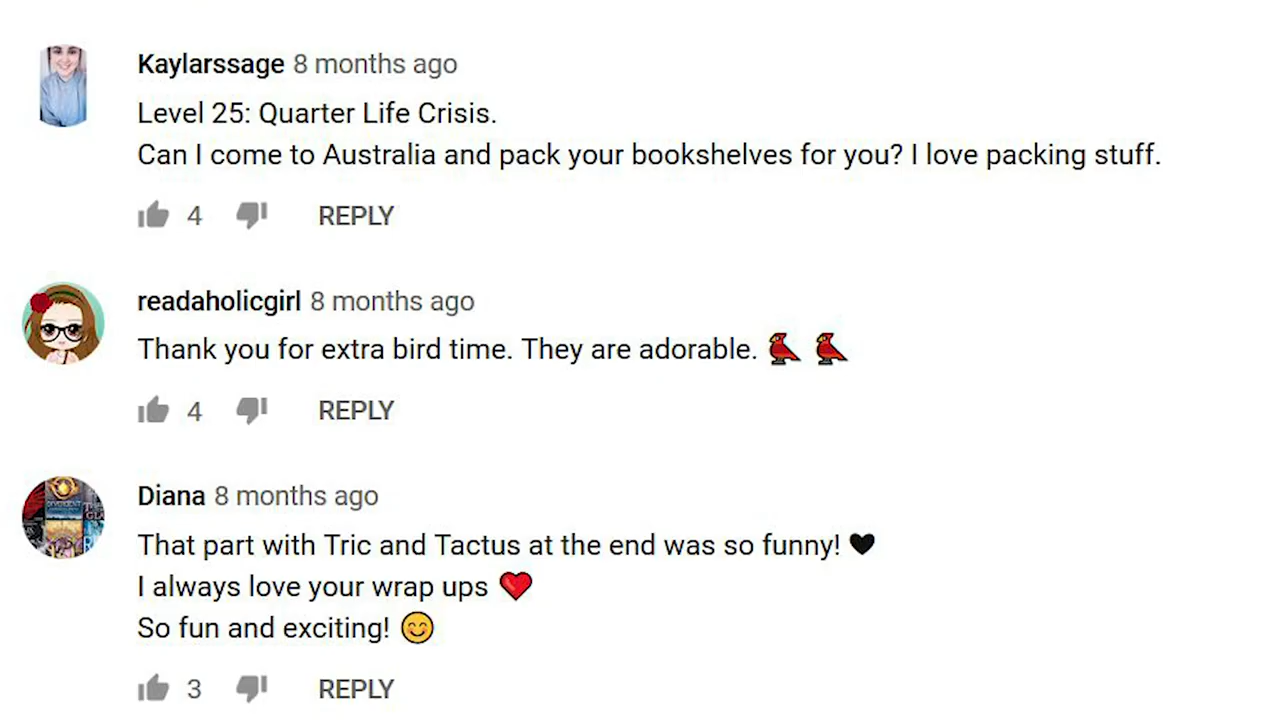 Kaylarssage 8 months ago
Level 25: Quarter Life Crisis.
Can I come to Australia and pack your bookshelves for you? I love packing stuff.
4 REPLY
readaholicgirl 8 months ago
Thank you for extra bird time. They are adorable.
4 REPLY
Diana 8 months ago
That part with Tric and Tactus at the end was so funny! 🖤
I always love your wrap ups ❤️
So fun and exciting! 😊
3 REPLY